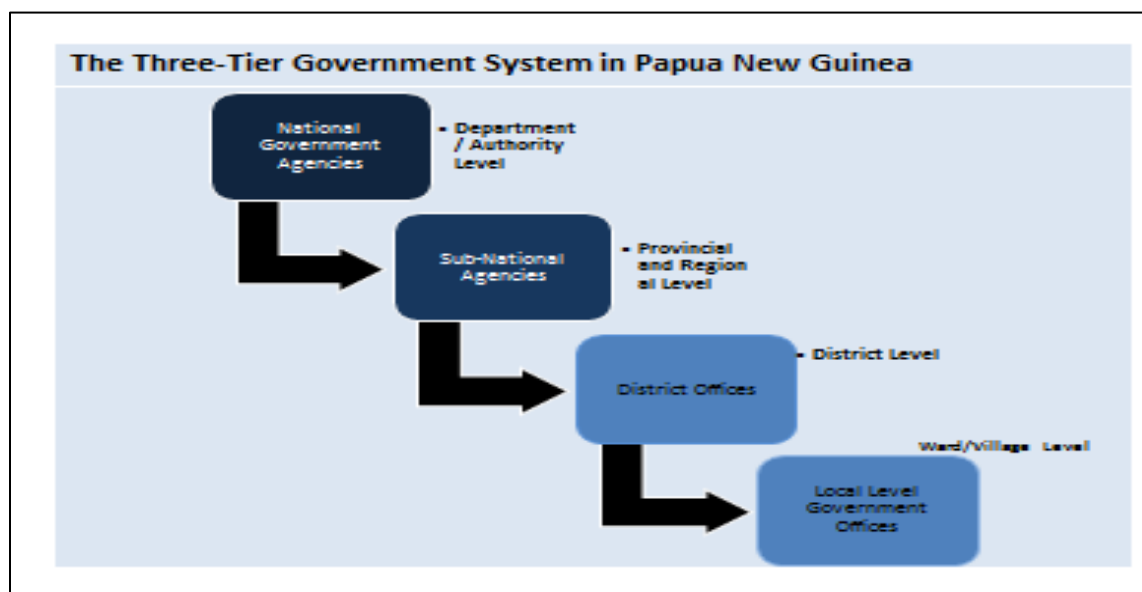 The Three-Tier Government System in Papua New Guinea
National
Government
Agencies
- Department
/ Authority
Level
Sub-National
Agencies
- Provincial
and Region
al Level
District Offices
- District Level
Ward/Village Level
Local Level
Government
Offices